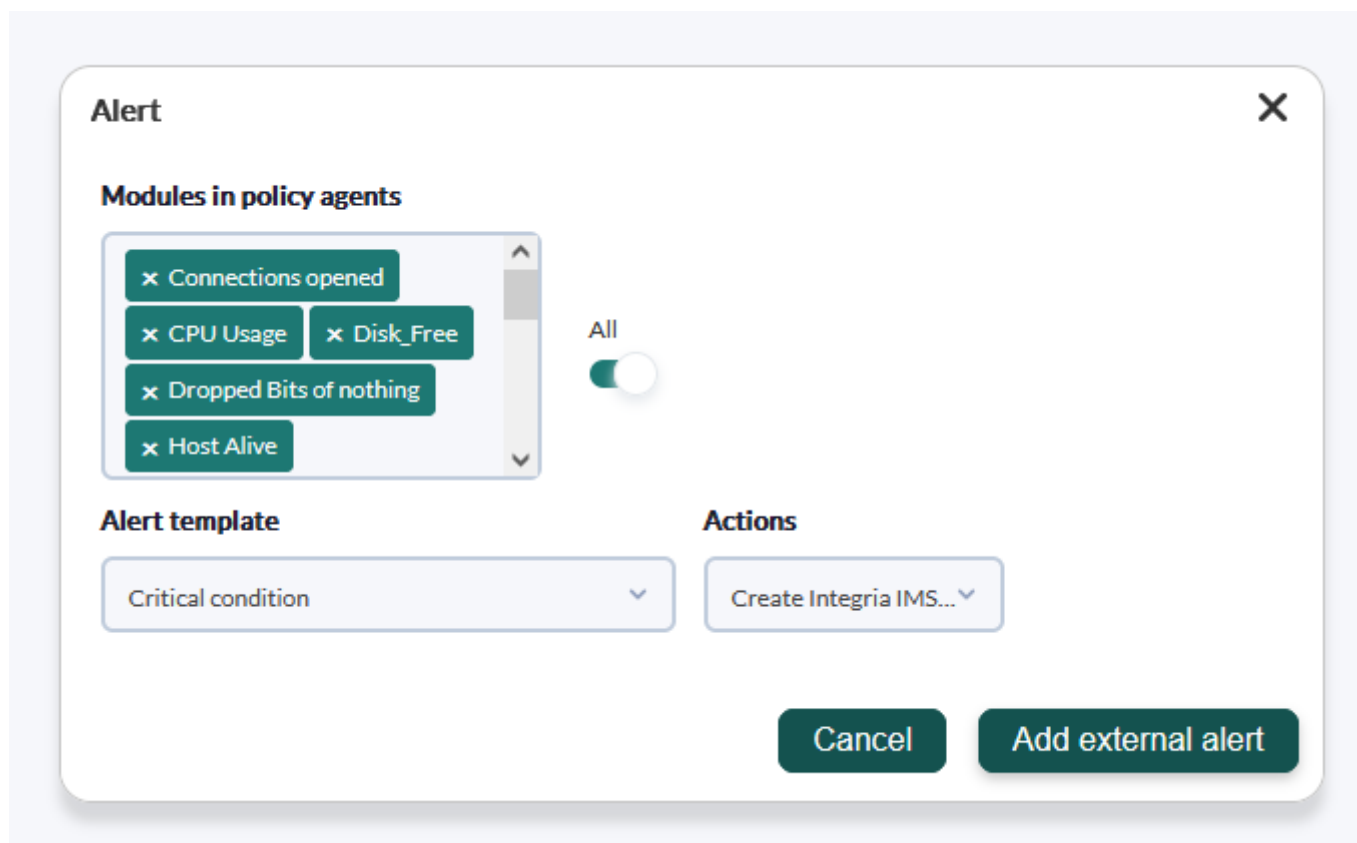 Alert
Modules in policy agents
× Connections opened
× CPU Usage × Disk_Free
× Dropped Bits of nothing
× Host Alive
All
Alert template
Actions
Critical condition
Create Integria IMS...
Cancel
Add external alert